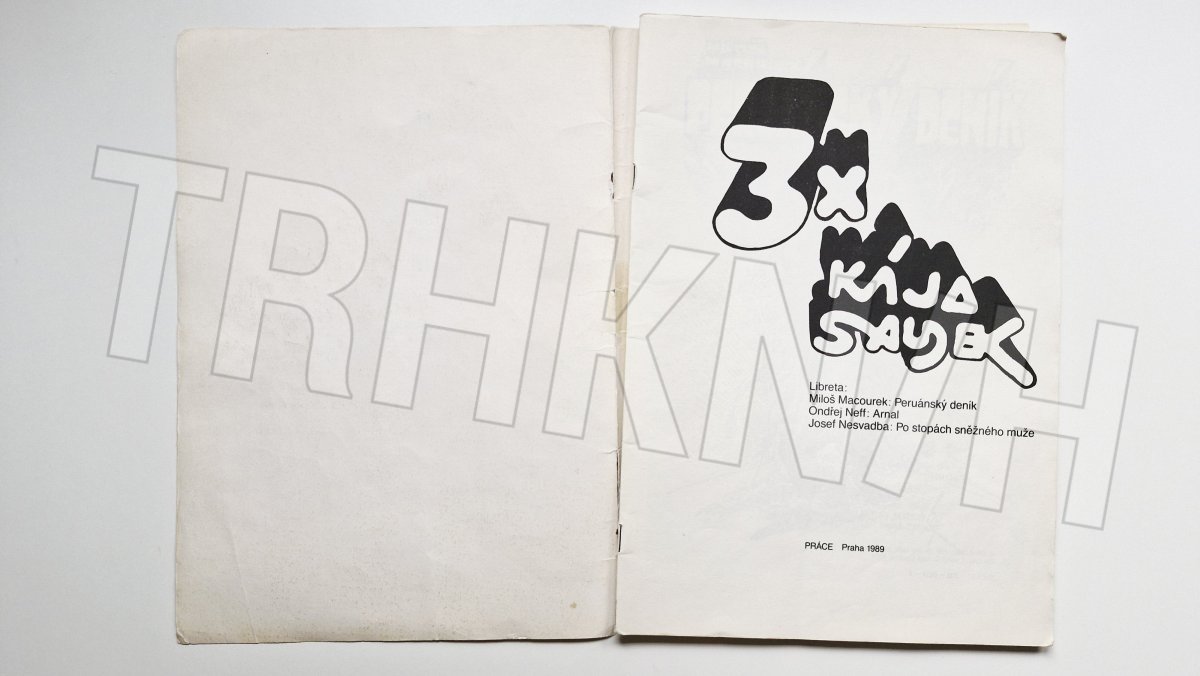 3x
KÁJA
SAUDEK
Libreta:
Miloš Macourek: Peruánský deník
Ondřej Neff: Arnal
Josef Nesvadba: Po stopách sněžného muže
PRÁCE Praha 1989
TRHKNIH